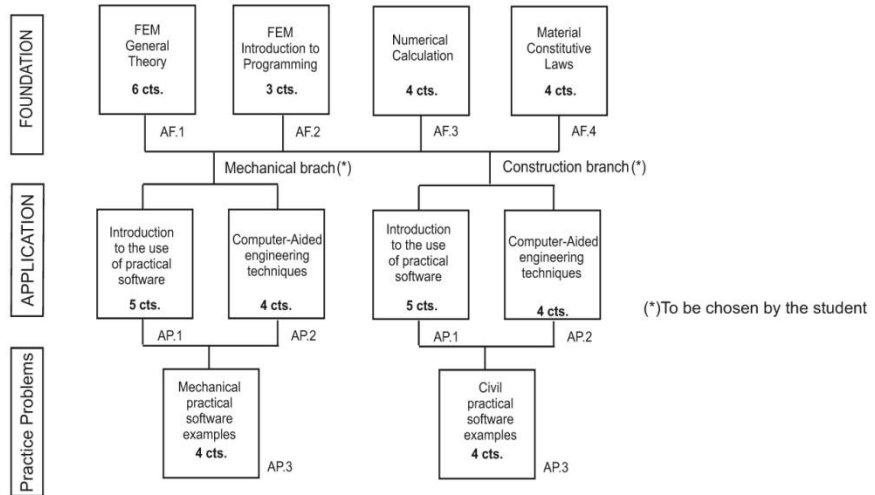 FOUNDATION
FEM
General
Theory
6 cts.
AF.1
FEM
Introduction to
Programming
3 cts.
AF.2
Numerical
Calculation
4 cts.
AF.3
Material
Constitutive
Laws
4 cts.
AF.4
Mechanical brach(*)
Construction branch(*)
APPLICATION
Introduction
to the use
of practical
software
5 cts.
AP.1
Computer-Aided
engineering
techniques
4 cts.
AP.2
Introduction
to the use
of practical
software
5 cts.
AP.1
Computer-Aided
engineering
techniques
4 cts.
AP.2
(*)To be chosen by the student
Practice Problems
Mechanical
practical
software
examples
4 cts.
AP.3
Civil
practical
software
examples
4 cts.
AP.3